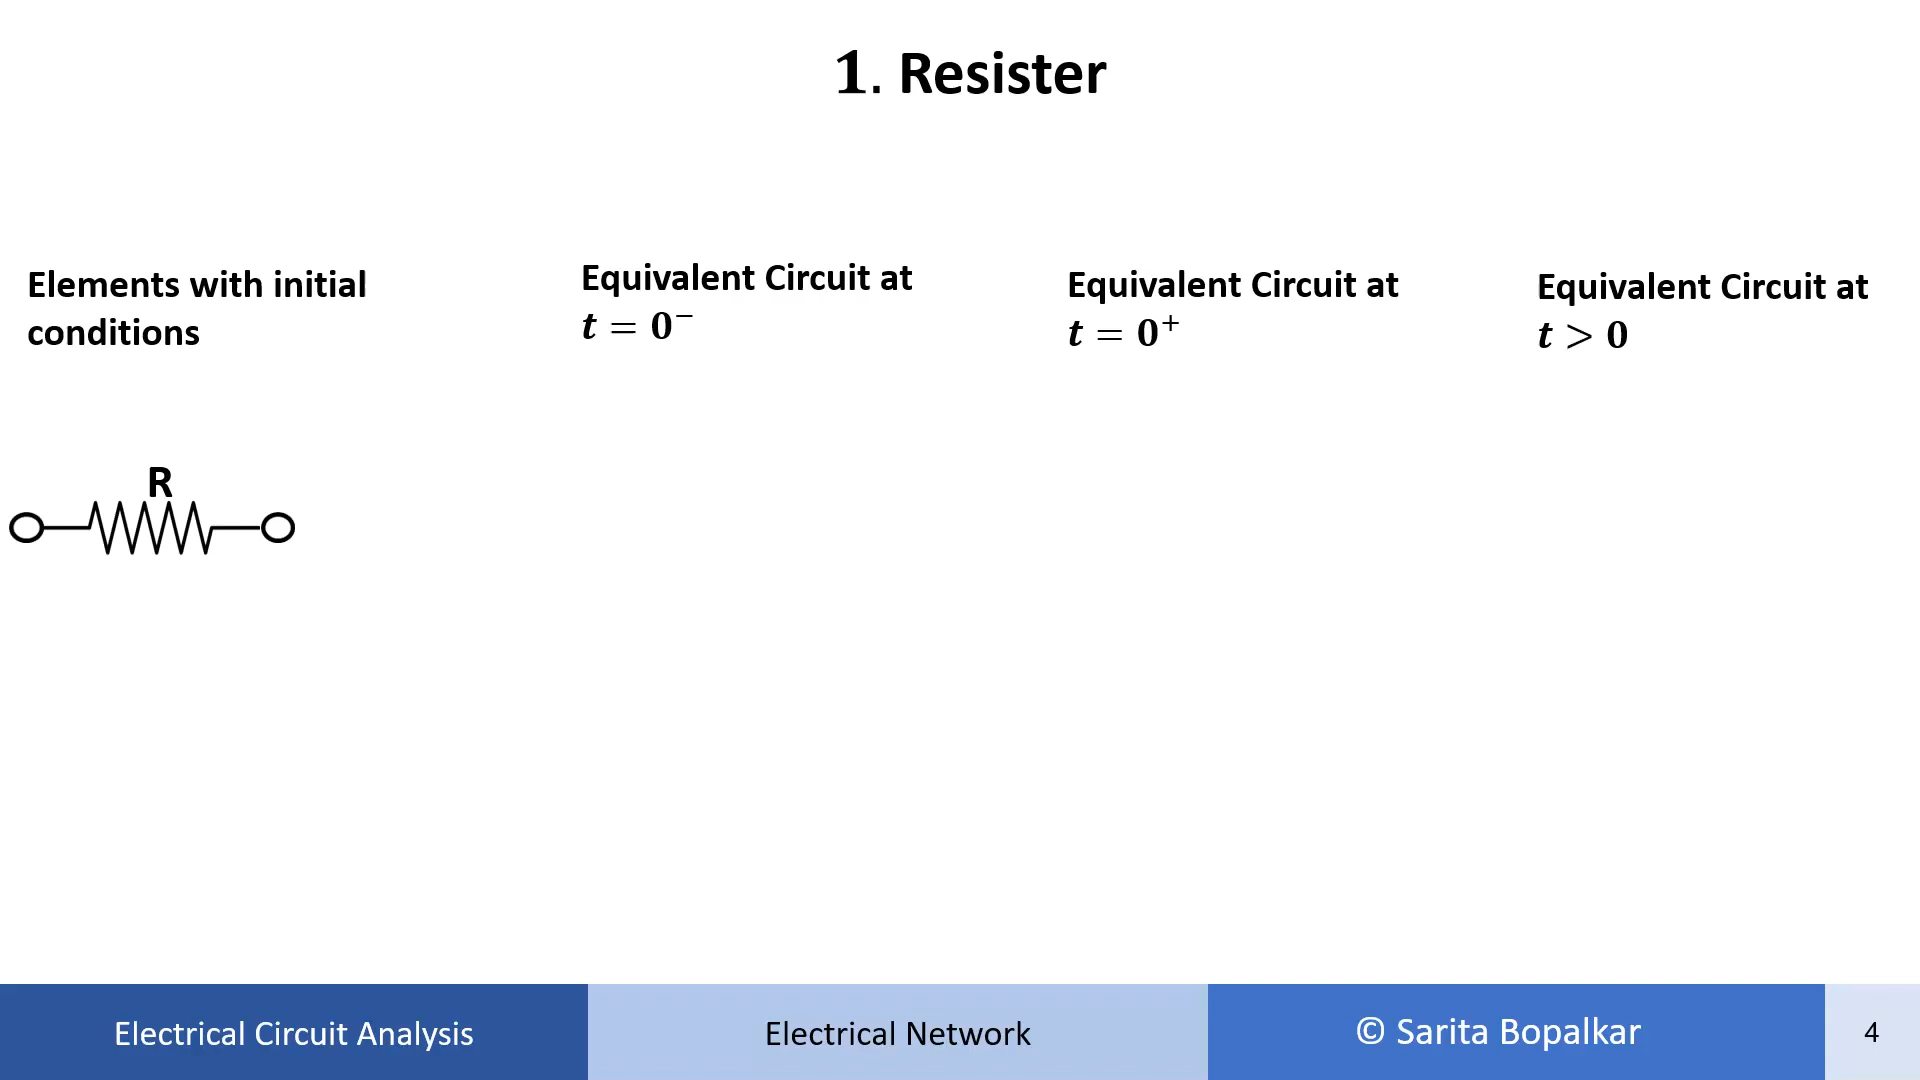 1. Resister
Elements with initial
conditions
Equivalent Circuit at
t = 0⁻
Equivalent Circuit at
t = 0⁺
Equivalent Circuit at
t > 0
R
Electrical Circuit Analysis
Electrical Network
© Sarita Bopalkar
4